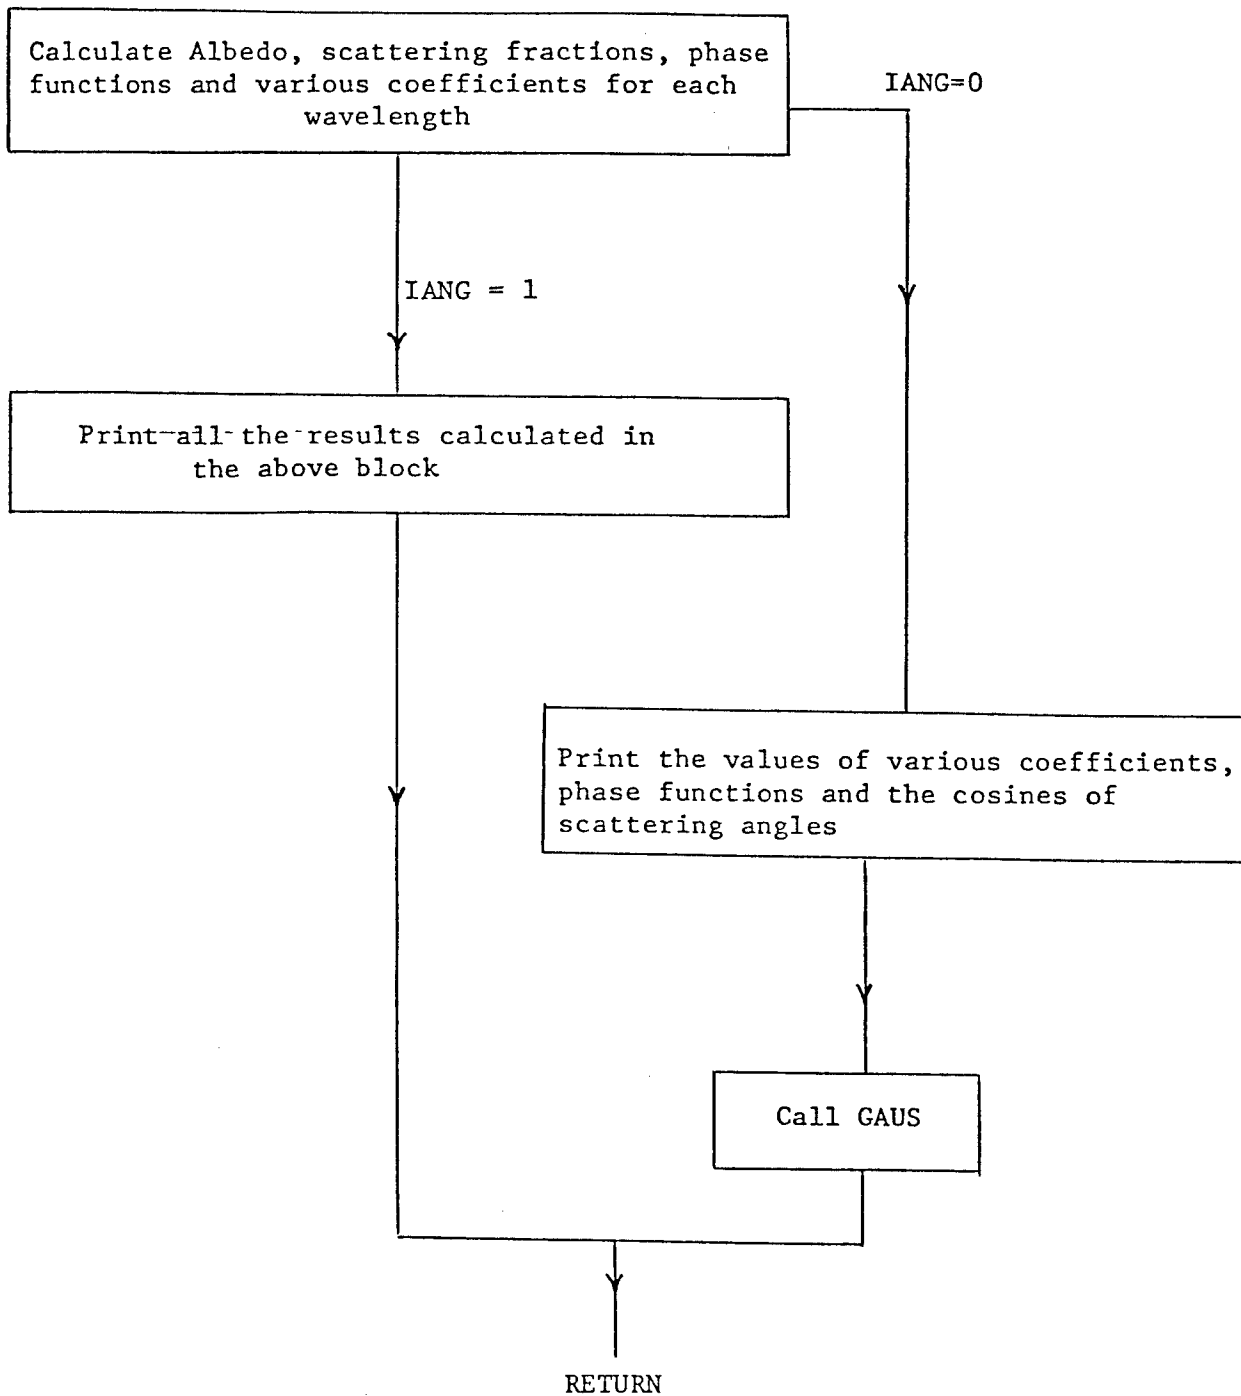 Calculate Albedo, scattering fractions, phase
functions and various coefficients for each
wavelength
IANG=0
IANG = 1
Print all the results calculated in
the above block
Print the values of various coefficients,
phase functions and the cosines of
scattering angles
Call GAUS
RETURN